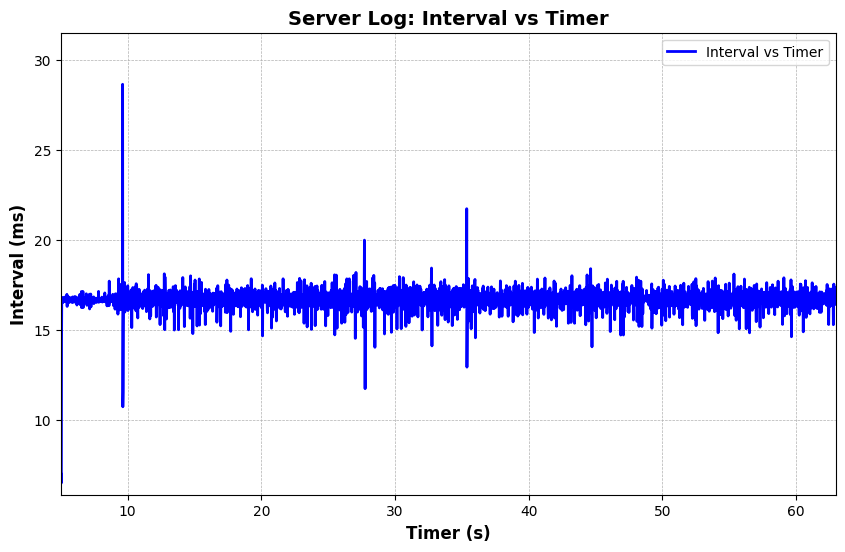 Server Log: Interval vs Timer
Interval vs Timer
30
25
20
15
10
Interval (ms)
10 20 30 40 50 60
Timer (s)